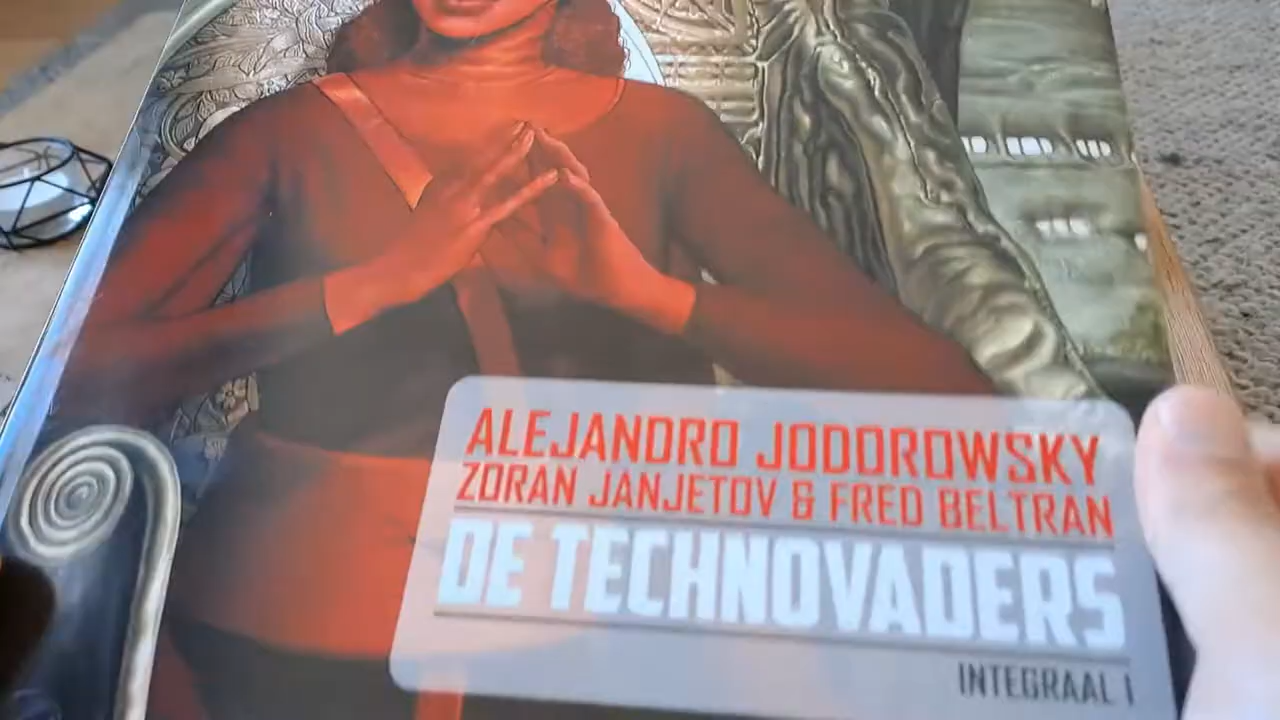 ALEJANDRO JODOROWSKY
ZORAN JANJETOV & FRED BELTRAN
DE TECHNOVADERS
INTEGRAAL 1